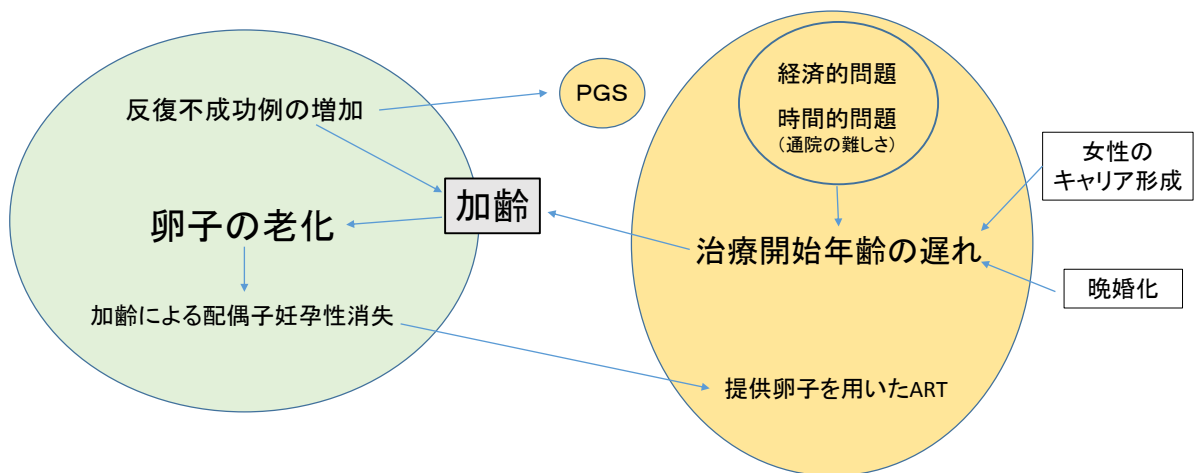 経済的問題
時間的問題
(通院の難しさ)
PGS
反復不成功例の増加
女性の
キャリア形成
加齢
卵子の老化
治療開始年齢の遅れ
晩婚化
加齢による配偶子妊孕性消失
提供卵子を用いたART